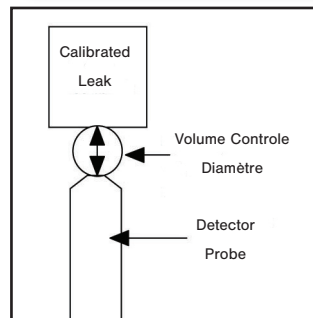 Calibrated
Leak
Volume Controle
Diamètre
Detector
Probe